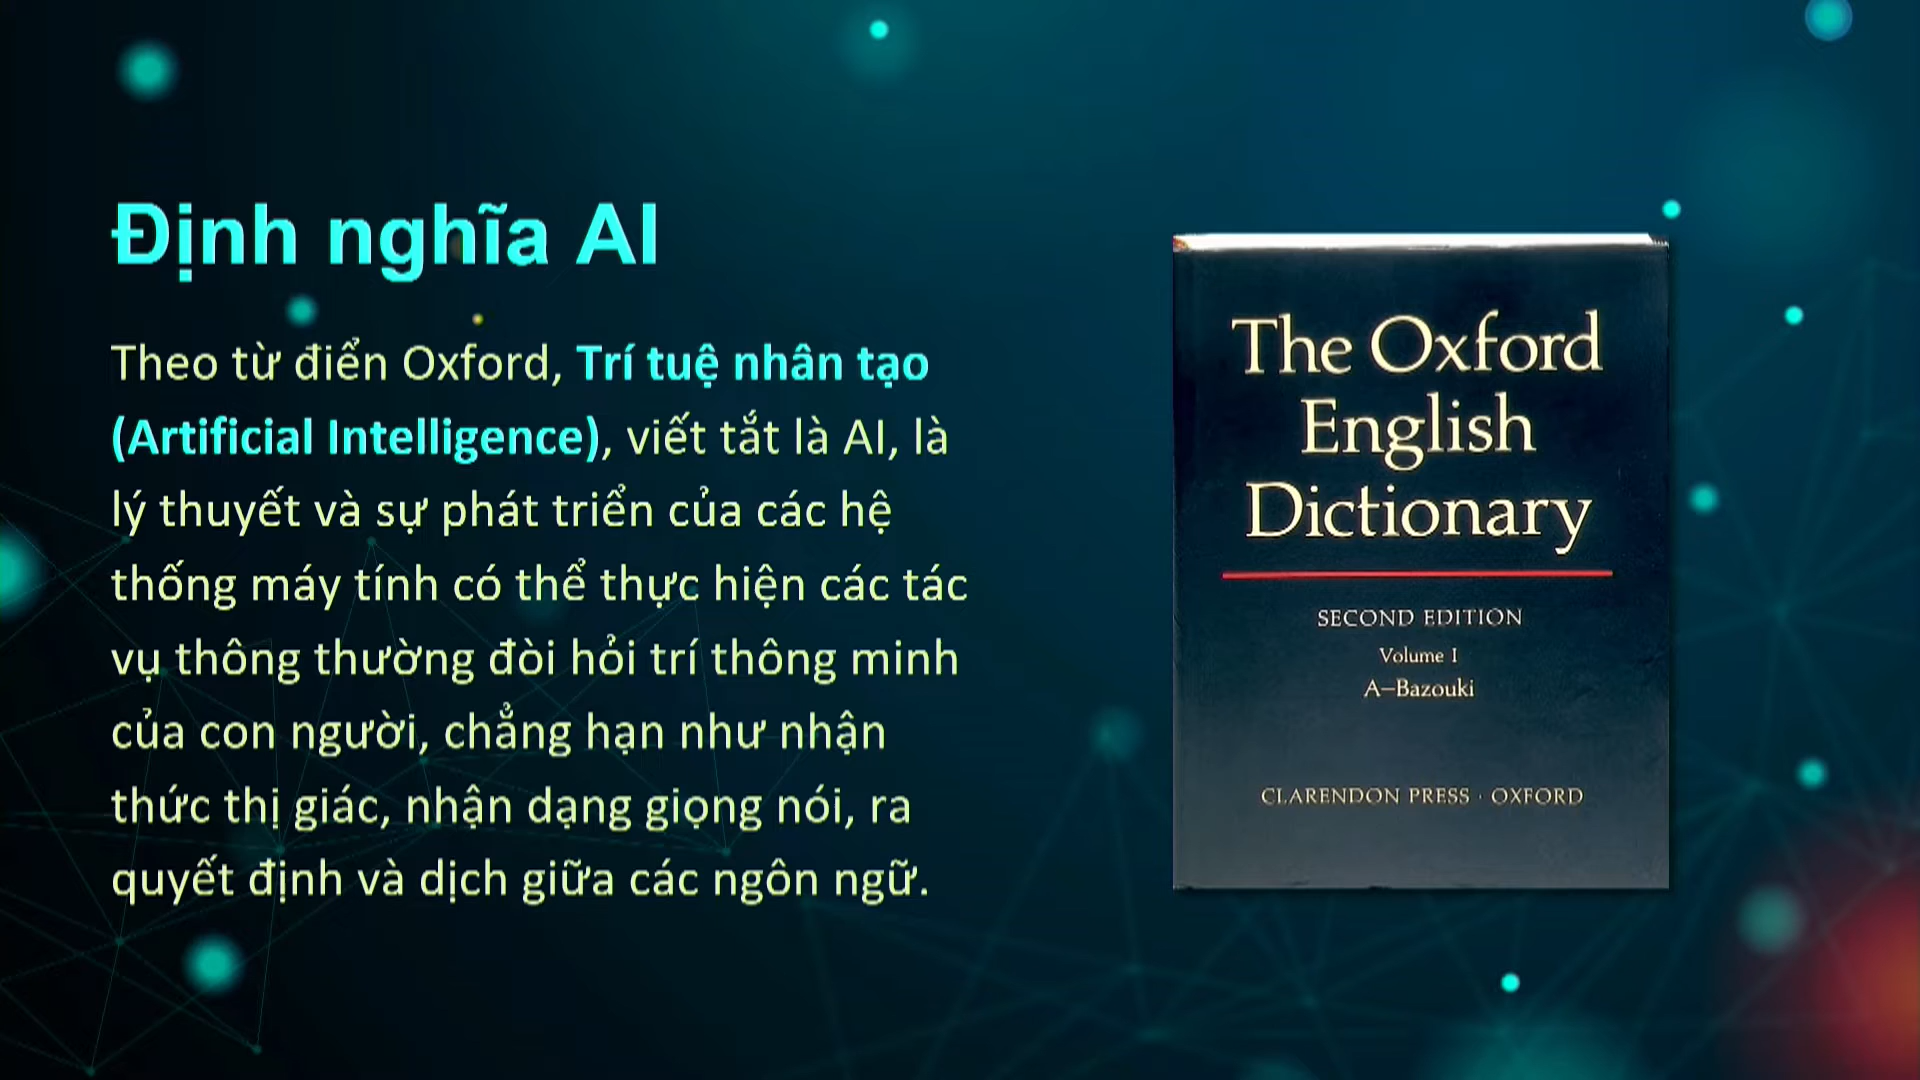 Định nghĩa AI
Theo từ điển Oxford, Trí tuệ nhân tạo
(Artificial Intelligence), viết tắt là AI, là
lý thuyết và sự phát triển của các hệ
thống máy tính có thể thực hiện các tác
vụ thông thường đòi hỏi trí thông minh
của con người, chẳng hạn như nhận
thức thị giác, nhận dạng giọng nói, ra
quyết định và dịch giữa các ngôn ngữ.
The Oxford
English
Dictionary
SECOND EDITION
Volume I
A–Bazouki
CLARENDON PRESS · OXFORD